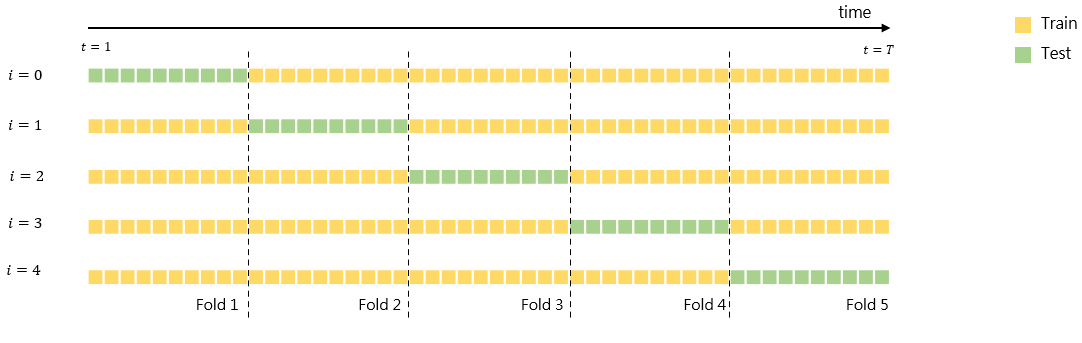 time
Train
t = 1
t = T
Test
i = 0
i = 1
i = 2
i = 3
i = 4
Fold 1
Fold 2
Fold 3
Fold 4
Fold 5